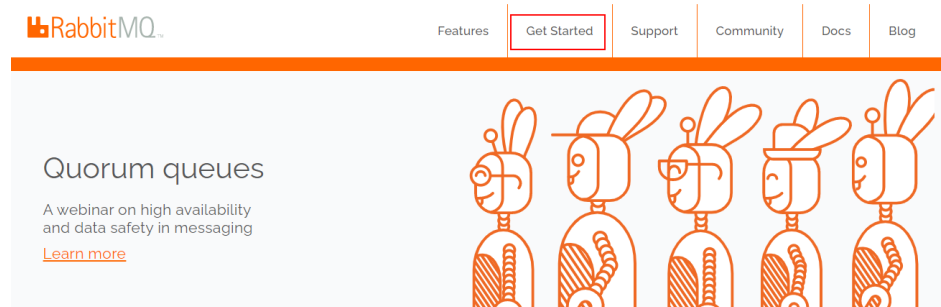 RabbitMQ
Features Get Started Support Community Docs Blog
Quorum queues
A webinar on high availability
and data safety in messaging
Learn more